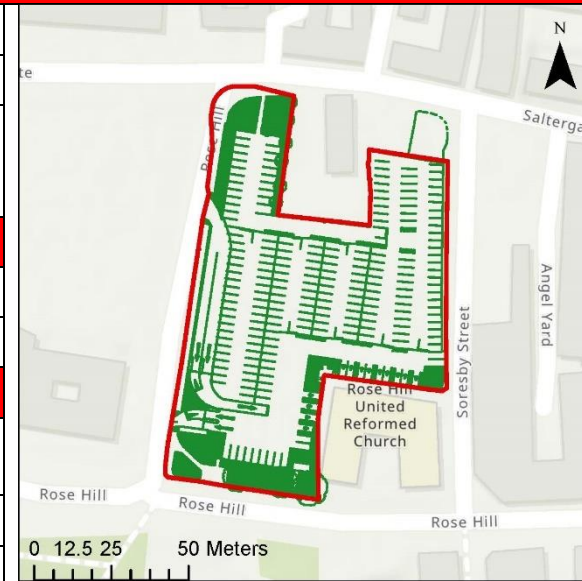 N
te
Salterga
Rose Hill
Angel Yard
Soresby Street
Rose Hill
United
Reformed
Church
Rose Hill
Rose Hill
Rose Hill
0 12.5 25 50 Meters